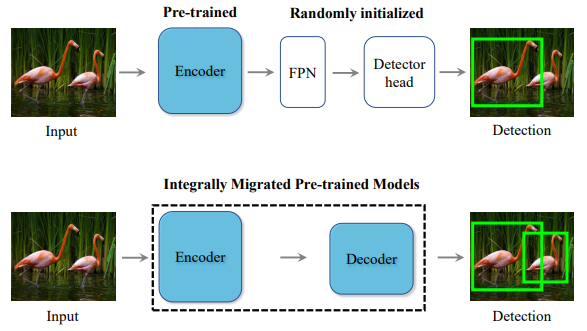 Pre-trained Randomly initialized
Encoder
FPN
Detector
head
Input
Detection
Integrally Migrated Pre-trained Models
Encoder
Decoder
Input
Detection